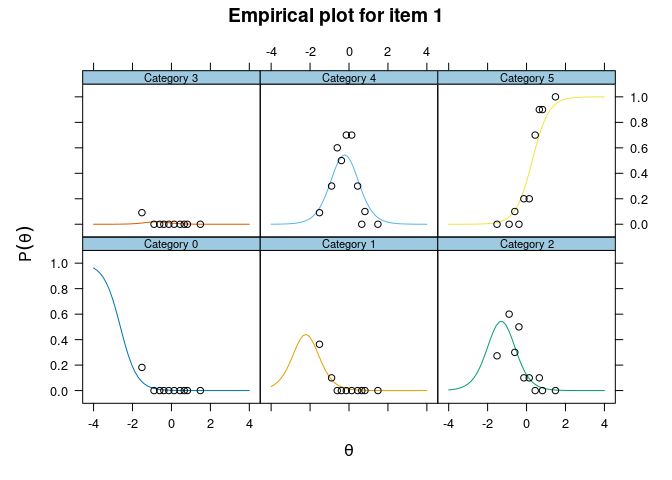 Empirical plot for item 1
-4 -2 0 2 4
Category 3 Category 4 Category 5
1.0
0.8
0.6
0.4
0.2
0.0
P(θ)
Category 0 Category 1 Category 2
1.0
0.8
0.6
0.4
0.2
0.0
-4 -2 0 2 4 -4 -2 0 2 4
θ